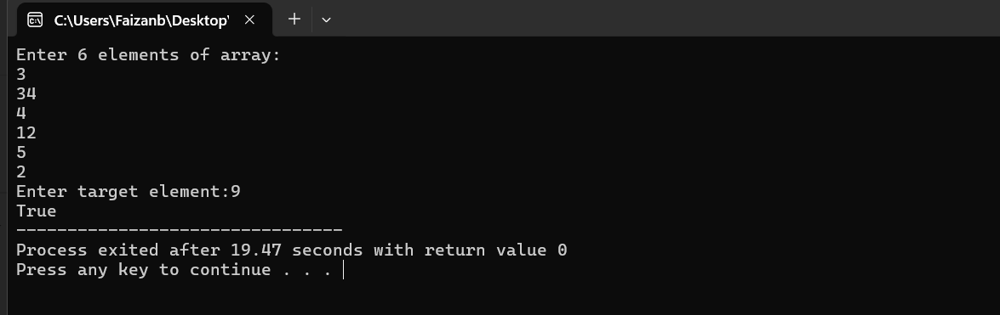 C:\Users\Faizanb\Desktop\
Enter 6 elements of array:
3
34
4
12
5
2
Enter target element:9
True
--------------------------------
Process exited after 19.47 seconds with return value 0
Press any key to continue . . .